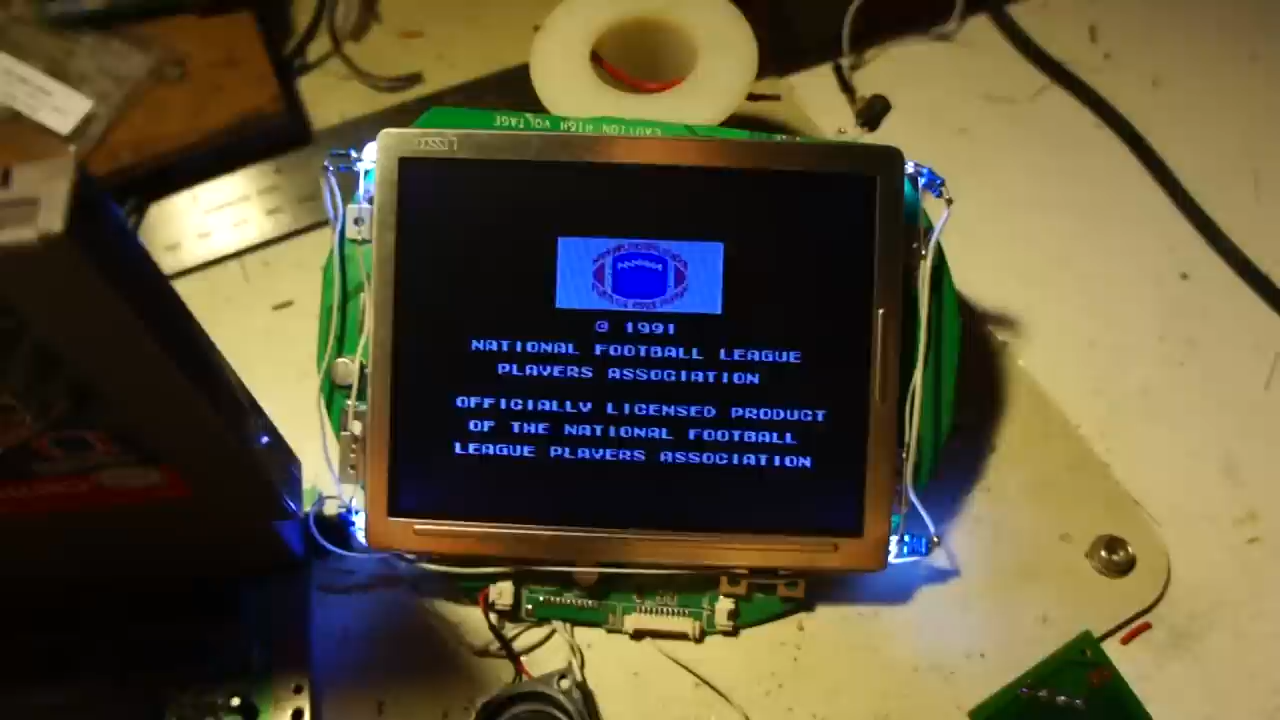 CAUTION HIGH VOLTAGE
© 1991
NATIONAL FOOTBALL LEAGUE
PLAYERS ASSOCIATION
OFFICIALLY LICENSED PRODUCT
OF THE NATIONAL FOOTBALL
LEAGUE PLAYERS ASSOCIATION